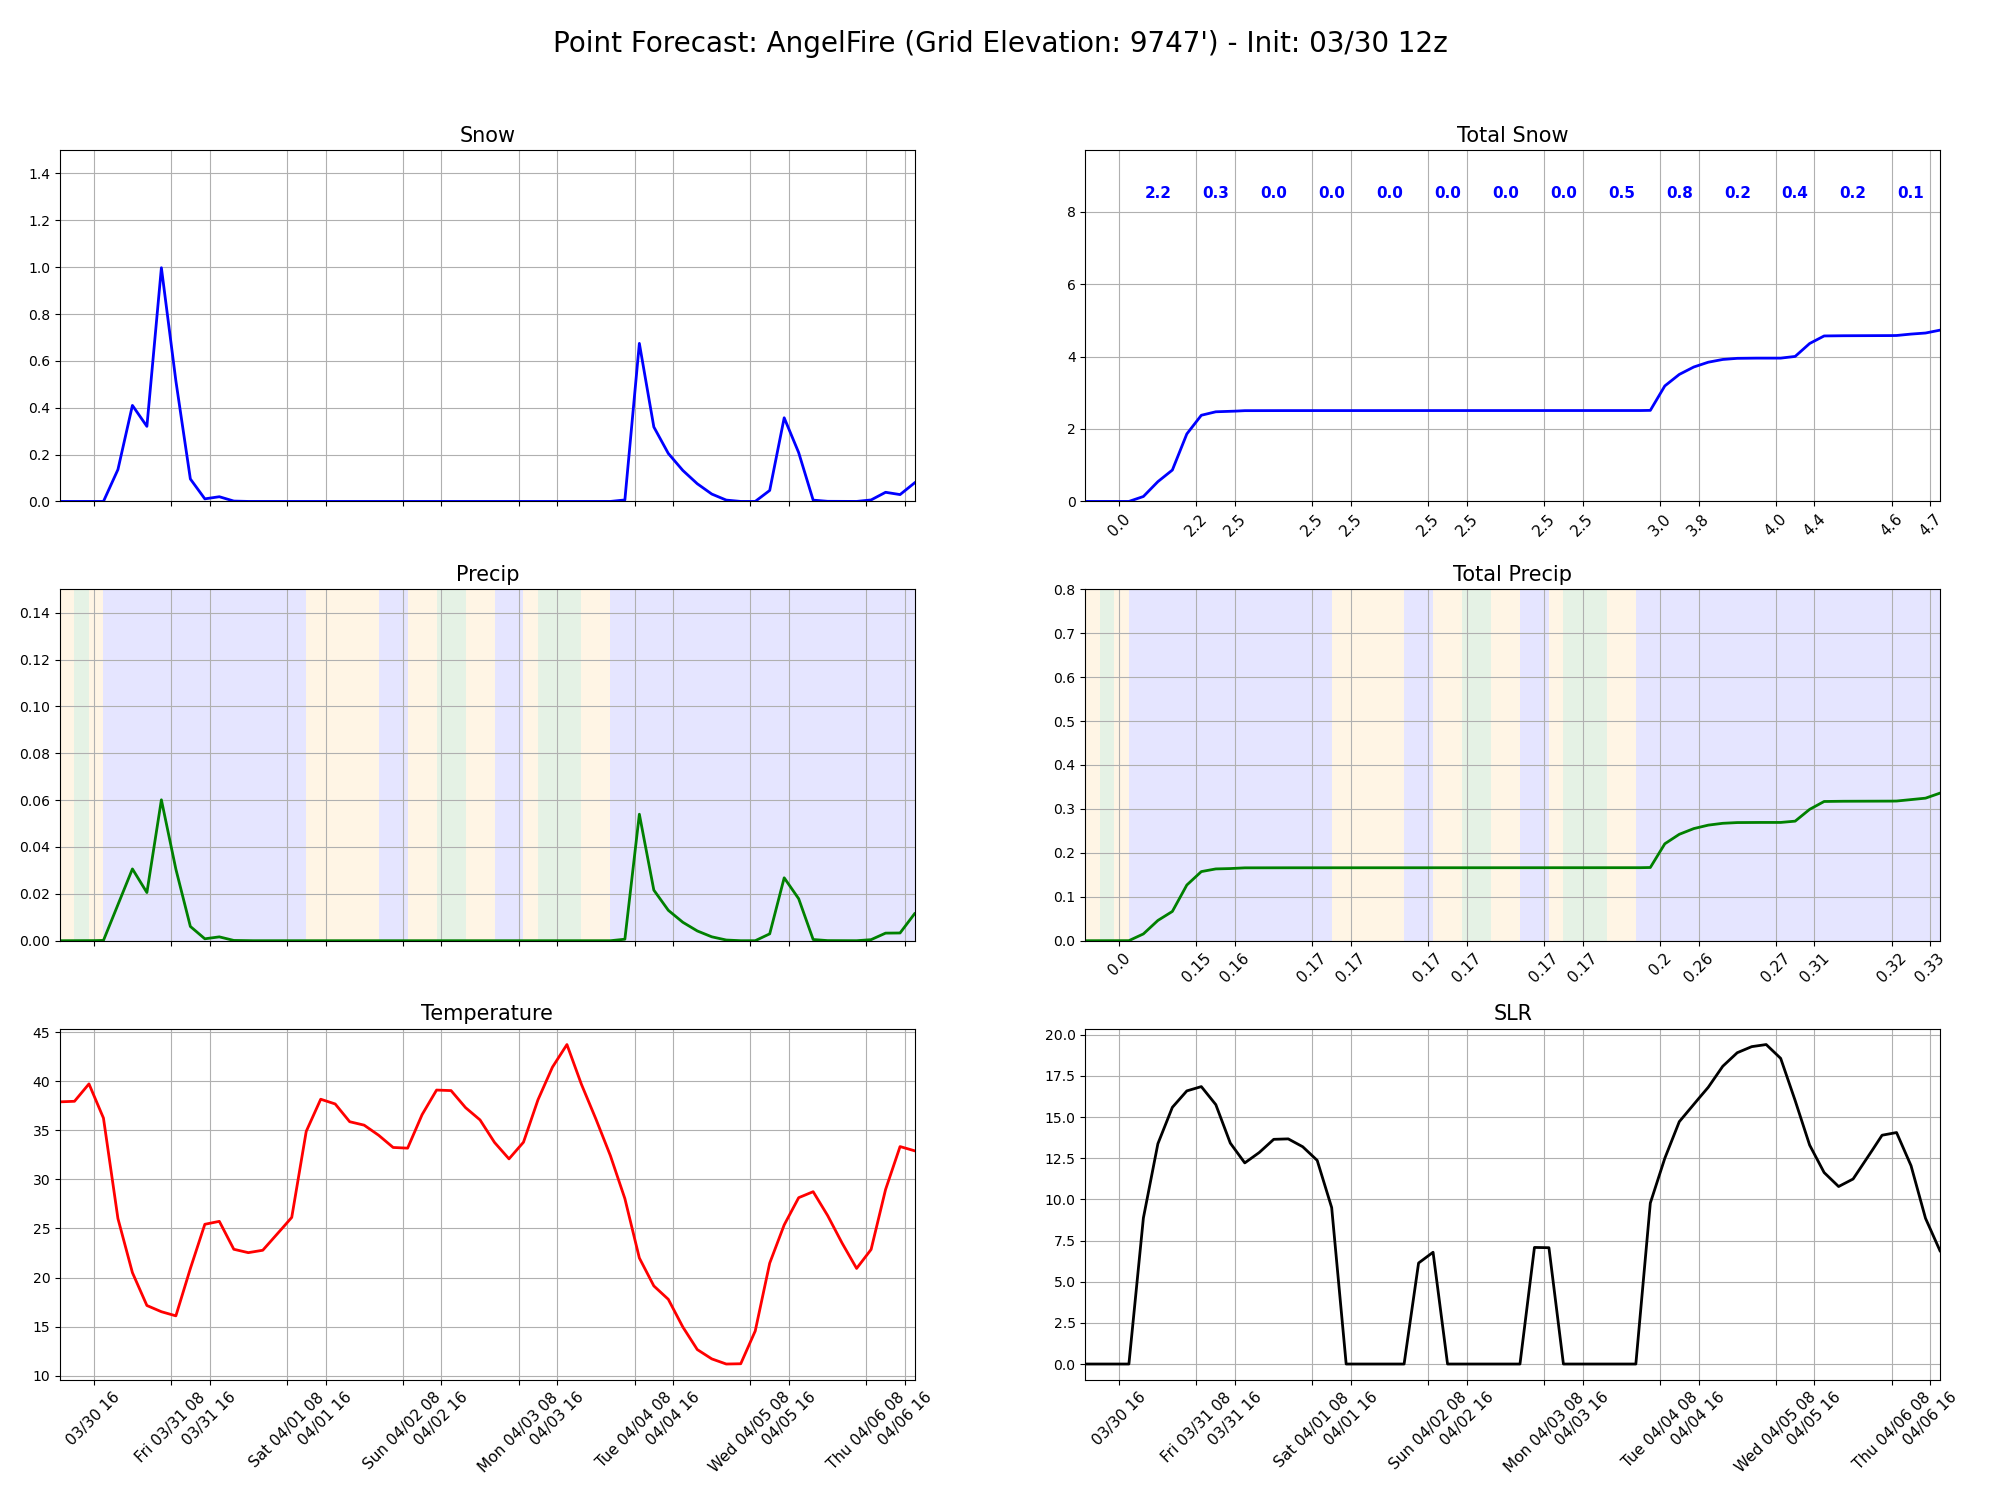 Point Forecast: AngelFire (Grid Elevation: 9747') - Init: 03/30 12z
Snow
1.4
1.2
1.0
0.8
0.6
0.4
0.2
0.0
Total Snow
2.2 0.3 0.0 0.0 0.0 0.0 0.0 0.0 0.5 0.8 0.2 0.4 0.2 0.1
8
6
4
2
0
0.0 2.2 2.5 2.5 2.5 2.5 2.5 2.5 2.5 3.0 3.8 4.0 4.4 4.6 4.7
Precip
0.14
0.12
0.10
0.08
0.06
0.04
0.02
0.00
Total Precip
0.8
0.7
0.6
0.5
0.4
0.3
0.2
0.1
0.0
0.0 0.15 0.16 0.17 0.17 0.17 0.17 0.17 0.17 0.2 0.26 0.27 0.31 0.32 0.33
Temperature
45
40
35
30
25
20
15
10
03/30 16
Fri 03/31 08
03/31 16
Sat 04/01 08
04/01 16
Sun 04/02 08
04/02 16
Mon 04/03 08
04/03 16
Tue 04/04 08
04/04 16
Wed 04/05 08
04/05 16
Thu 04/06 08
04/06 16
SLR
20.0
17.5
15.0
12.5
10.0
7.5
5.0
2.5
0.0
03/30 16
Fri 03/31 08
03/31 16
Sat 04/01 08
04/01 16
Sun 04/02 08
04/02 16
Mon 04/03 08
04/03 16
Tue 04/04 08
04/04 16
Wed 04/05 08
04/05 16
Thu 04/06 08
04/06 16